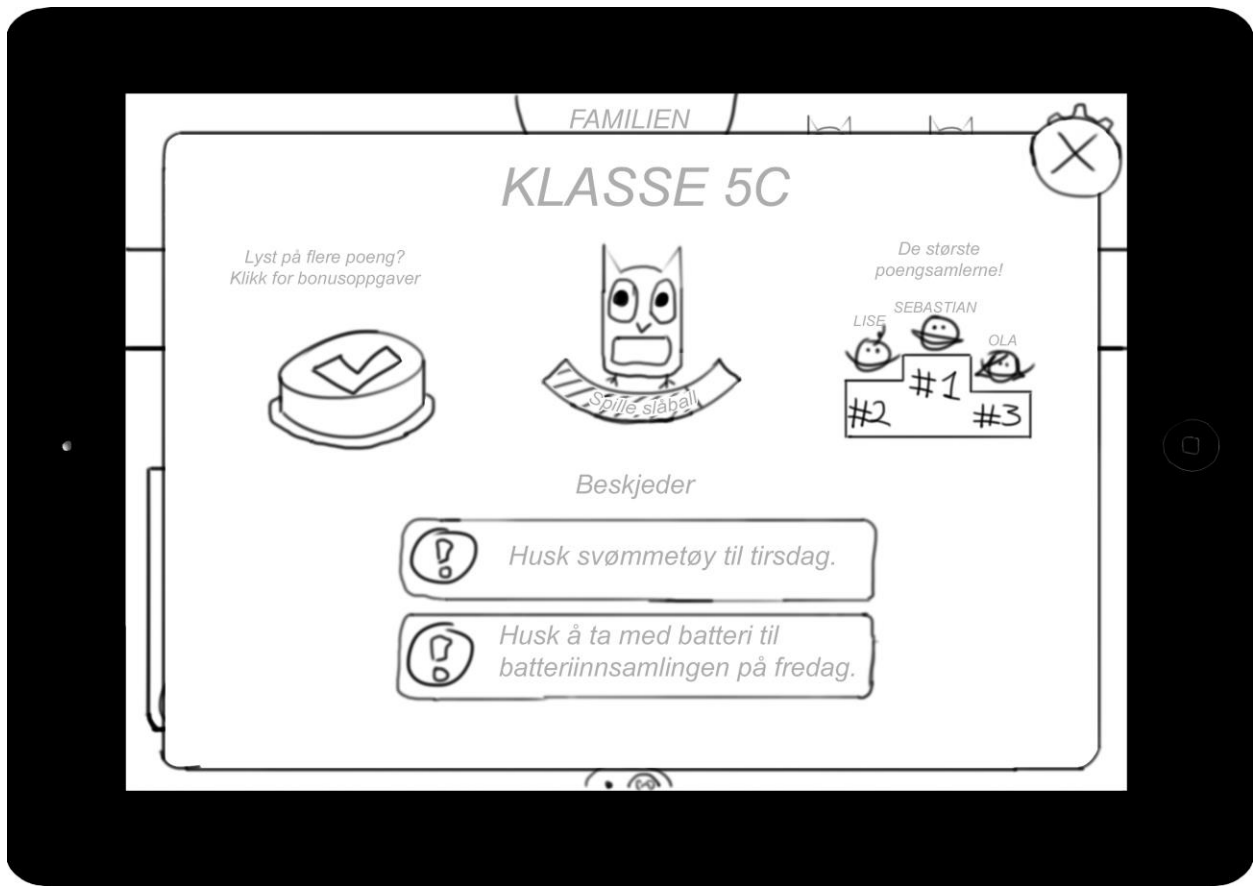 FAMILIEN
KLASSE 5C
Lyst på flere poeng?
Klikk for bonusoppgaver
Spille slåball
De største
poengsamlerne!
SEBASTIAN
LISE
OLA
#1
#2
#3
Beskjeder
Husk svømmetøy til tirsdag.
Husk å ta med batteri til
batteriinnsamlingen på fredag.